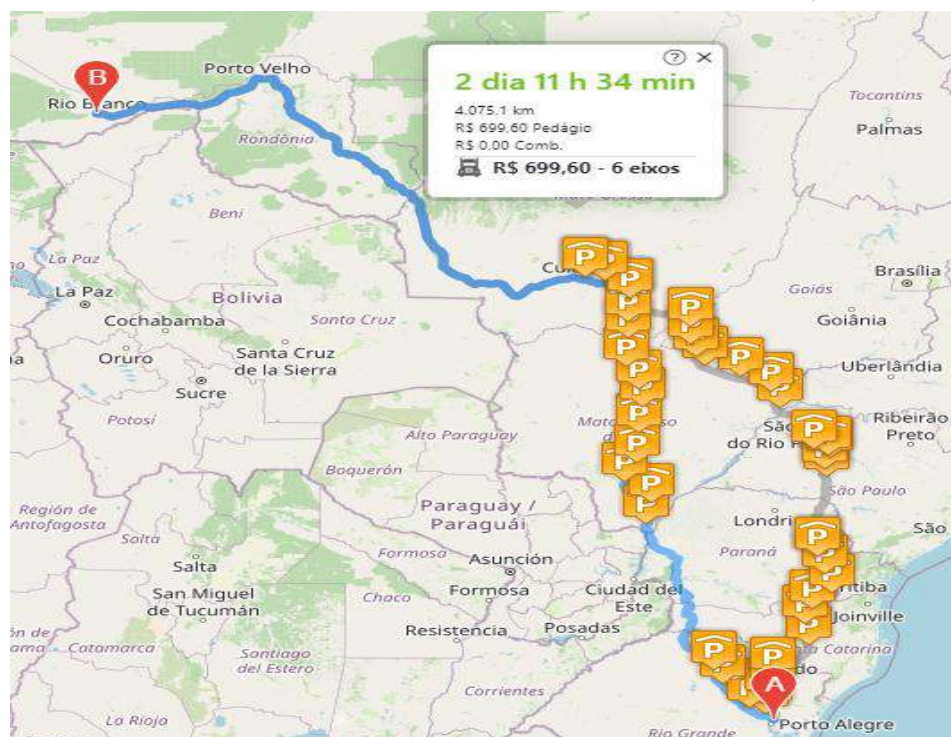 Porto Velho
B
Rio Branco
Rondônia
2 dia 11 h 34 min
4.075,1 km
R$ 699,60 Pedágio
R$ 0,00 Comb.
R$ 699,60 - 6 eixos
Tocantins
Palmas
Beni
La Paz
La Paz
Bolivia
Cochabamba
Santa Cruz
Oruro
Santa Cruz
de la Sierra
Sucre
Potosí
Brasília
Goiás
Goiânia
Uberlândia
Ribeirão
Preto
do Rio
Alto Paraguay
Boquerón
São Paulo
São
Región de
Antofagasta
Paraguay /
Paraguái
Paraná
Salta
Salta
Formosa
Asunción
Formosa
Chaco
Ciudad del
Este
San Miguel
de Tucumán
Resistencia
Posadas
Joinville
Catamarca
Santiago
del Estero
Corrientes
Catarina
La Rioja
A
Porto Alegre
Rio Grande